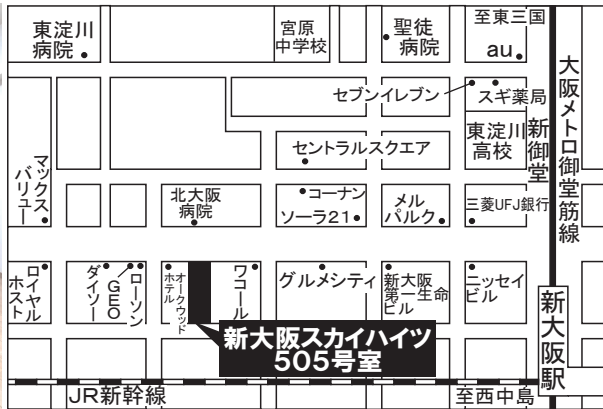 東淀川
病院
宮原
中学校
聖徒
病院
至東三国
au
セブンイレブン
スギ薬局
大阪メトロ御堂筋線
新御堂
東淀川
高校
セントラルスクエア
マックス
バリュー
北大阪
病院
コーナン
ソーラ21
メル
パルク
三菱UFJ銀行
ロイヤル
ホスト
ダイソー
GEO
ローソン
オークウッド
ホテル
ワコール
グルメシティ
新大阪
第一生命
ビル
ニッセイ
ビル
新大阪駅
新大阪スカイハイツ
505号室
JR新幹線
至西中島